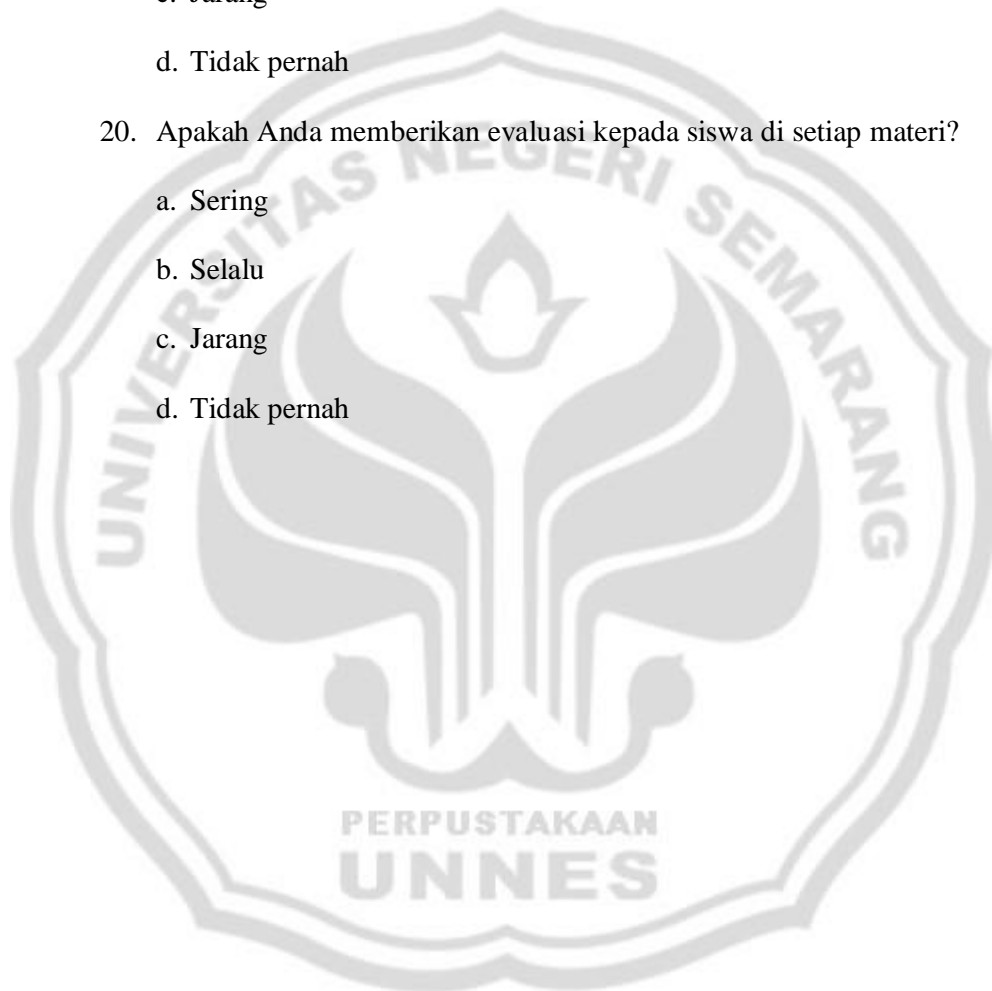 c. Jarang
d. Tidak pernah
20. Apakah Anda memberikan evaluasi kepada siswa di setiap materi?
a. Sering
b. Selalu
c. Jarang
d. Tidak pernah
UNIVERSITAS NEGERI SEMARANG
PERPUSTAKAAN
UNNES